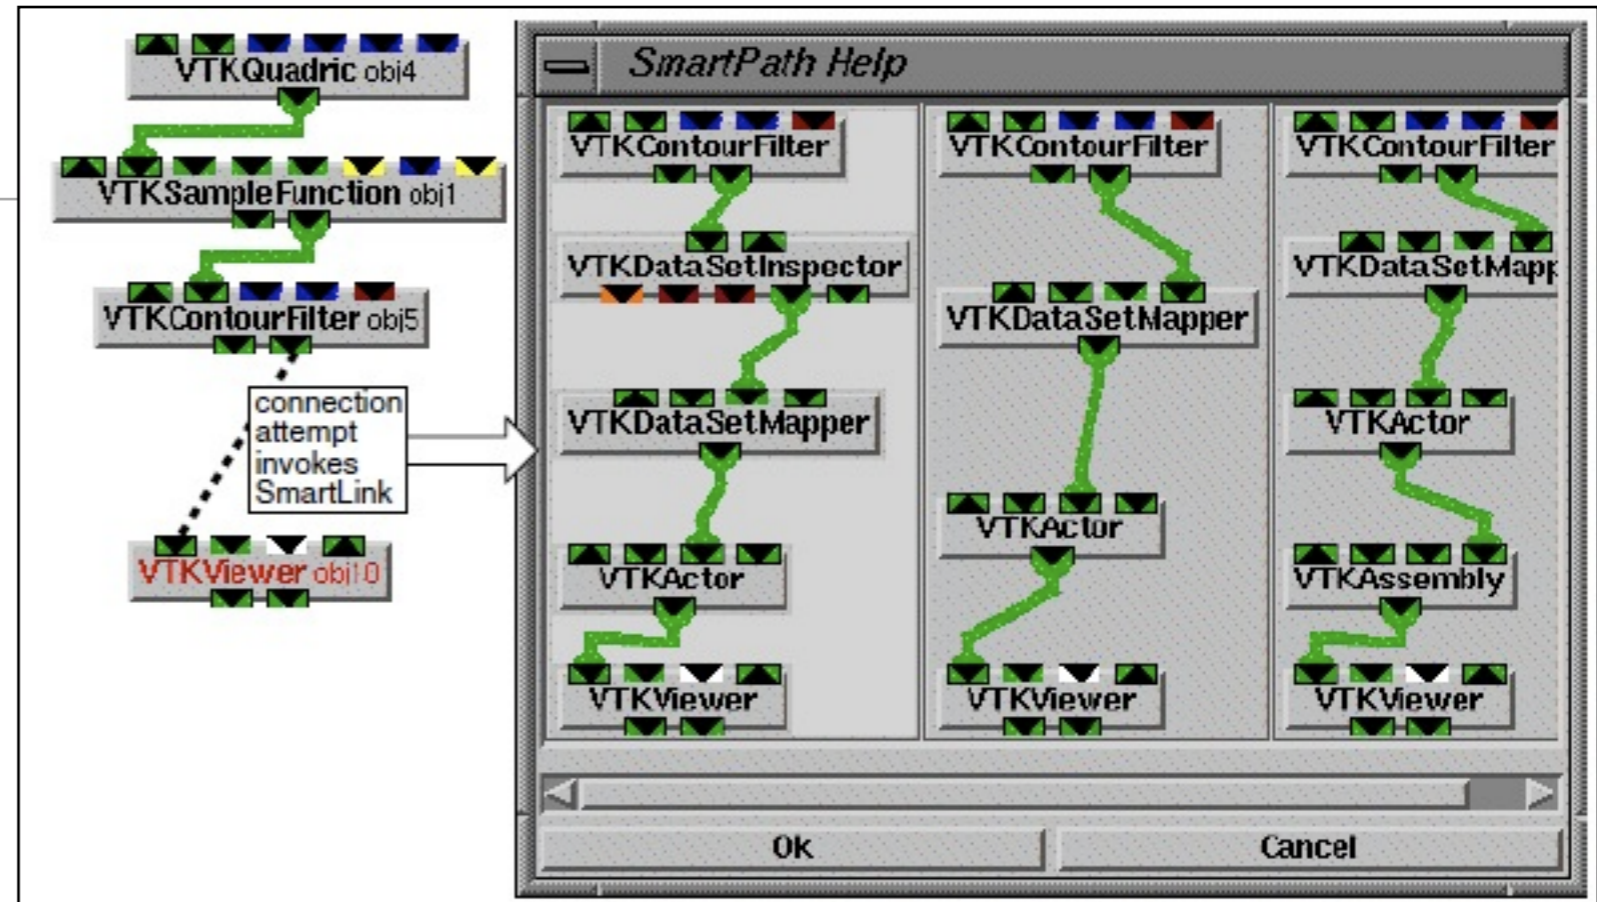 VTKQuadric obj4
VTKSampleFunction obj1
VTKContourFilter obj5
connection
attempt
invokes
SmartLink
VTKViewer obj10
SmartPath Help
VTKContourFilter
VTKDataSetInspector
VTKDataSetMapper
VTKActor
VTKViewer
VTKContourFilter
VTKDataSetMapper
VTKActor
VTKViewer
VTKContourFilter
VTKDataSetMapp
VTKActor
VTKAssembly
VTKViewer
Ok
Cancel